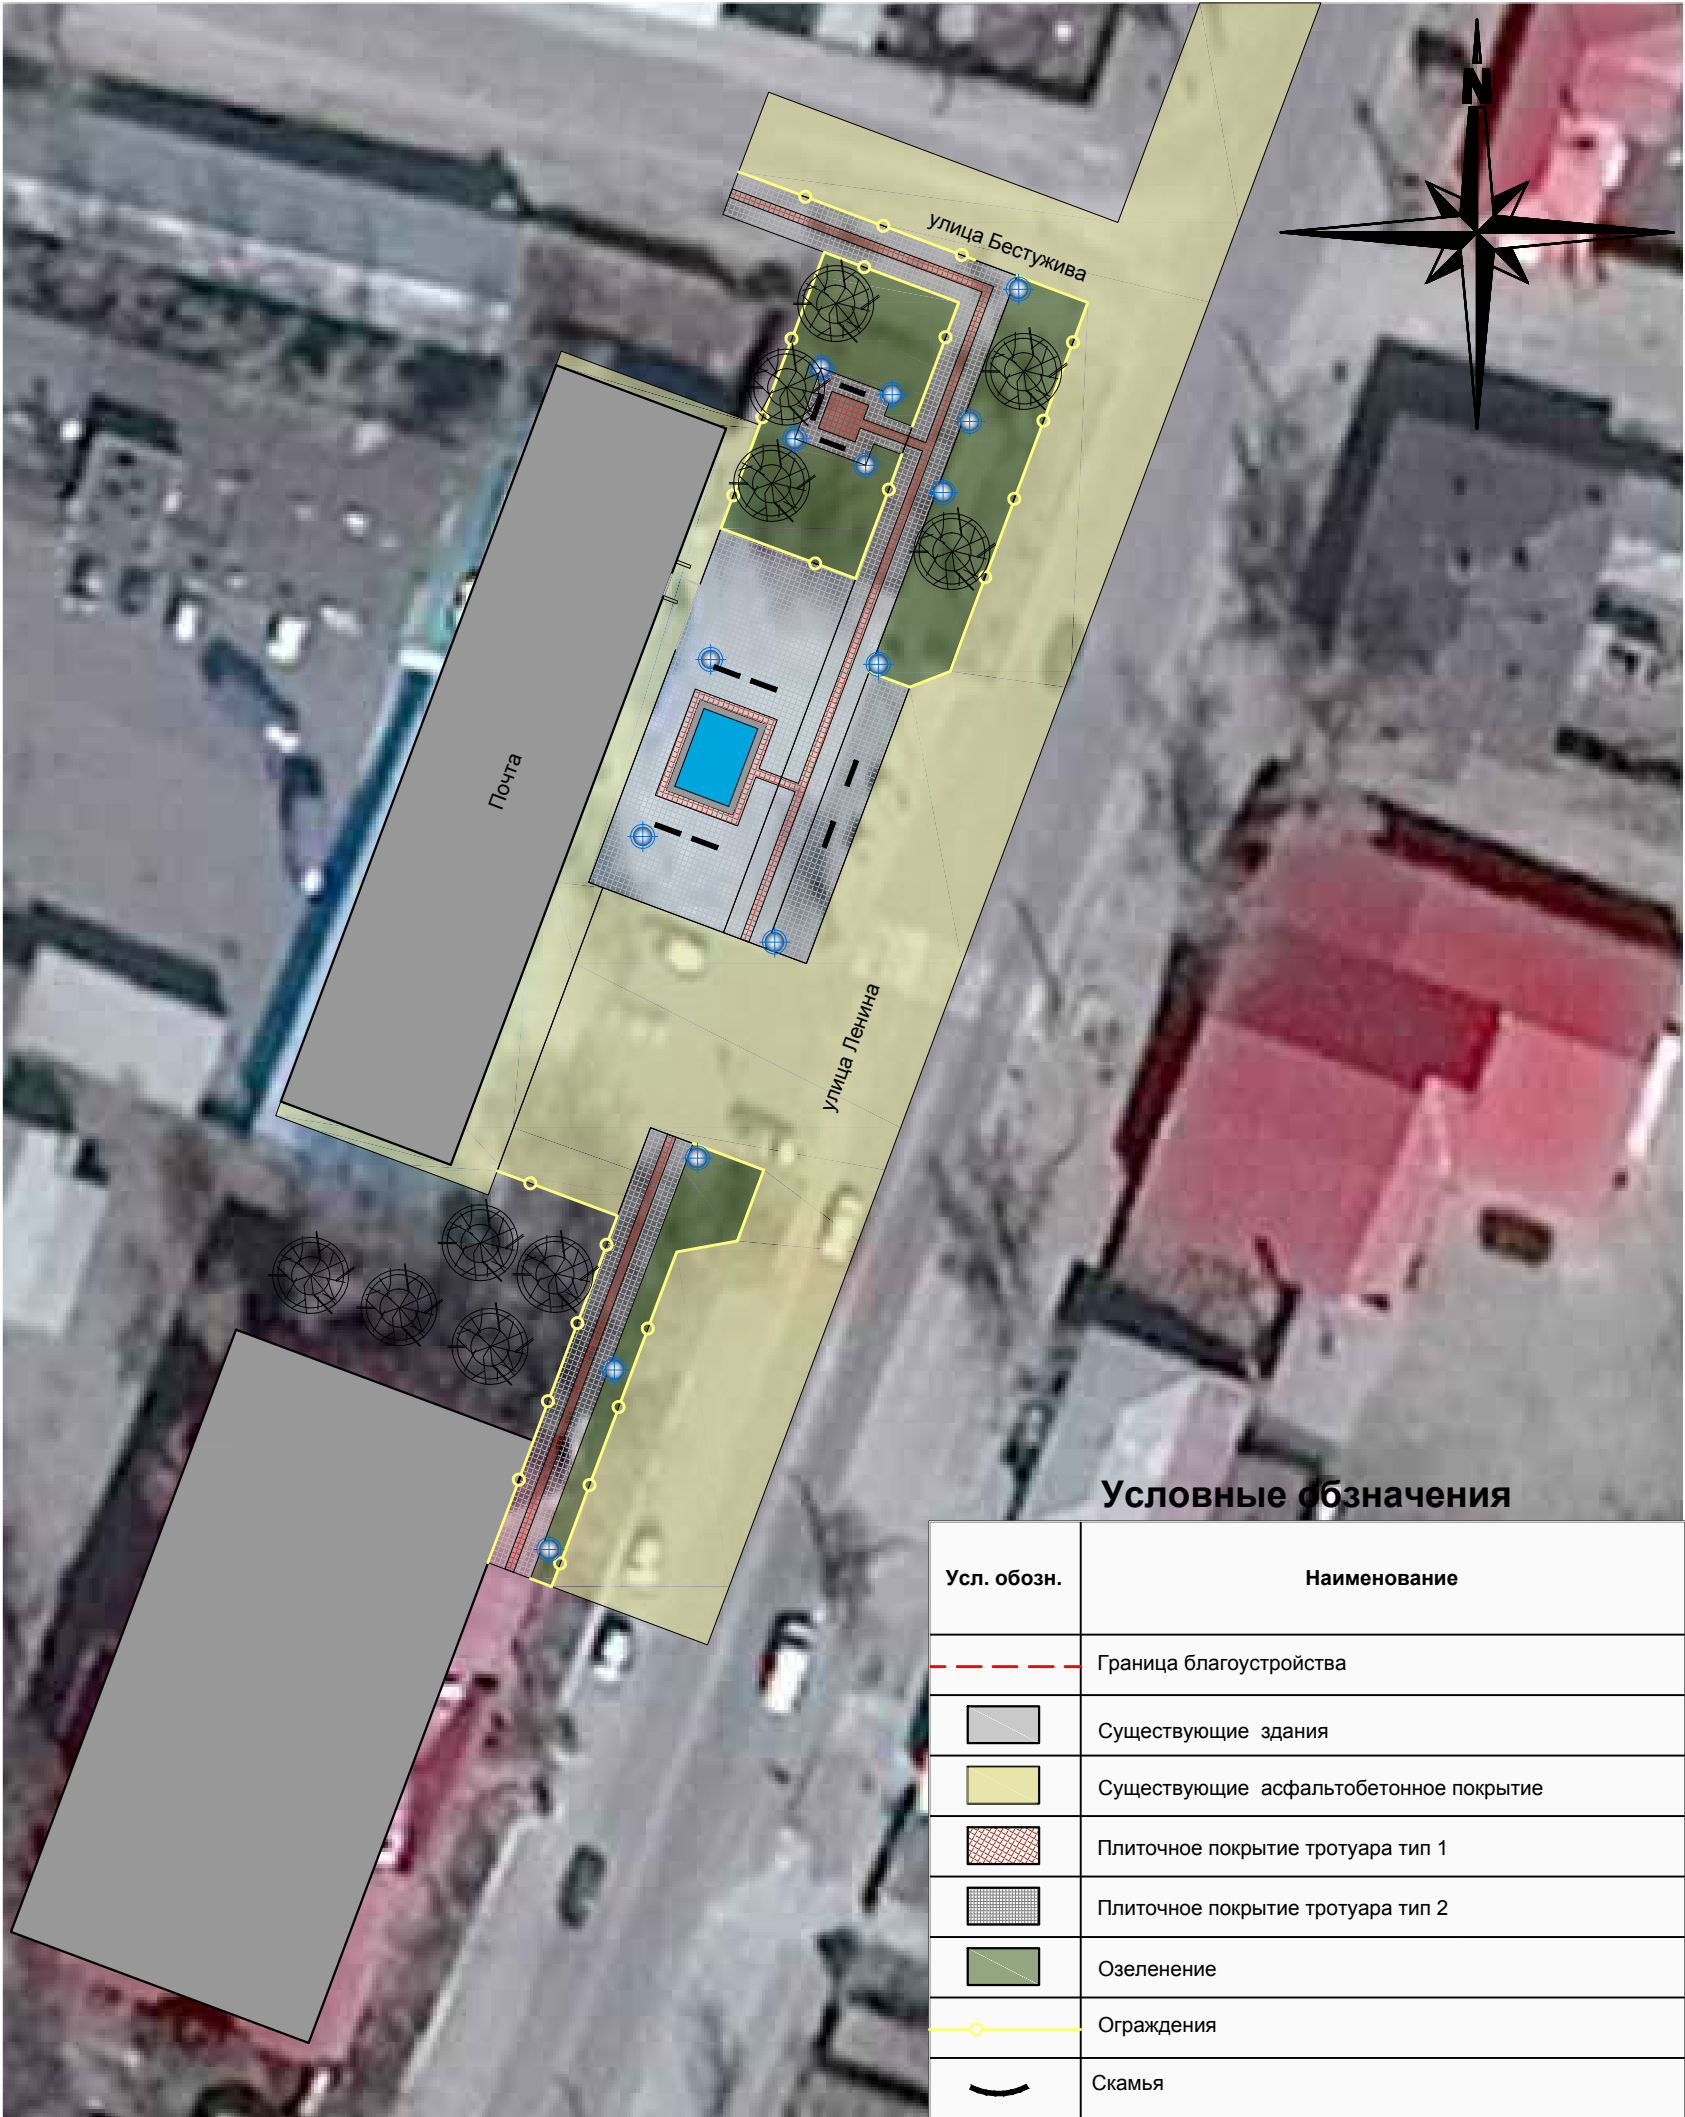 N
улица Бестужива
Почта
улица Ленина
Условные обзначения
Усл. обозн.
Наименование
Граница благоустройства
Существующие здания
Существующие асфальтобетонное покрытие
Плиточное покрытие тротуара тип 1
Плиточное покрытие тротуара тип 2
Озеленение
Ограждения
Скамья